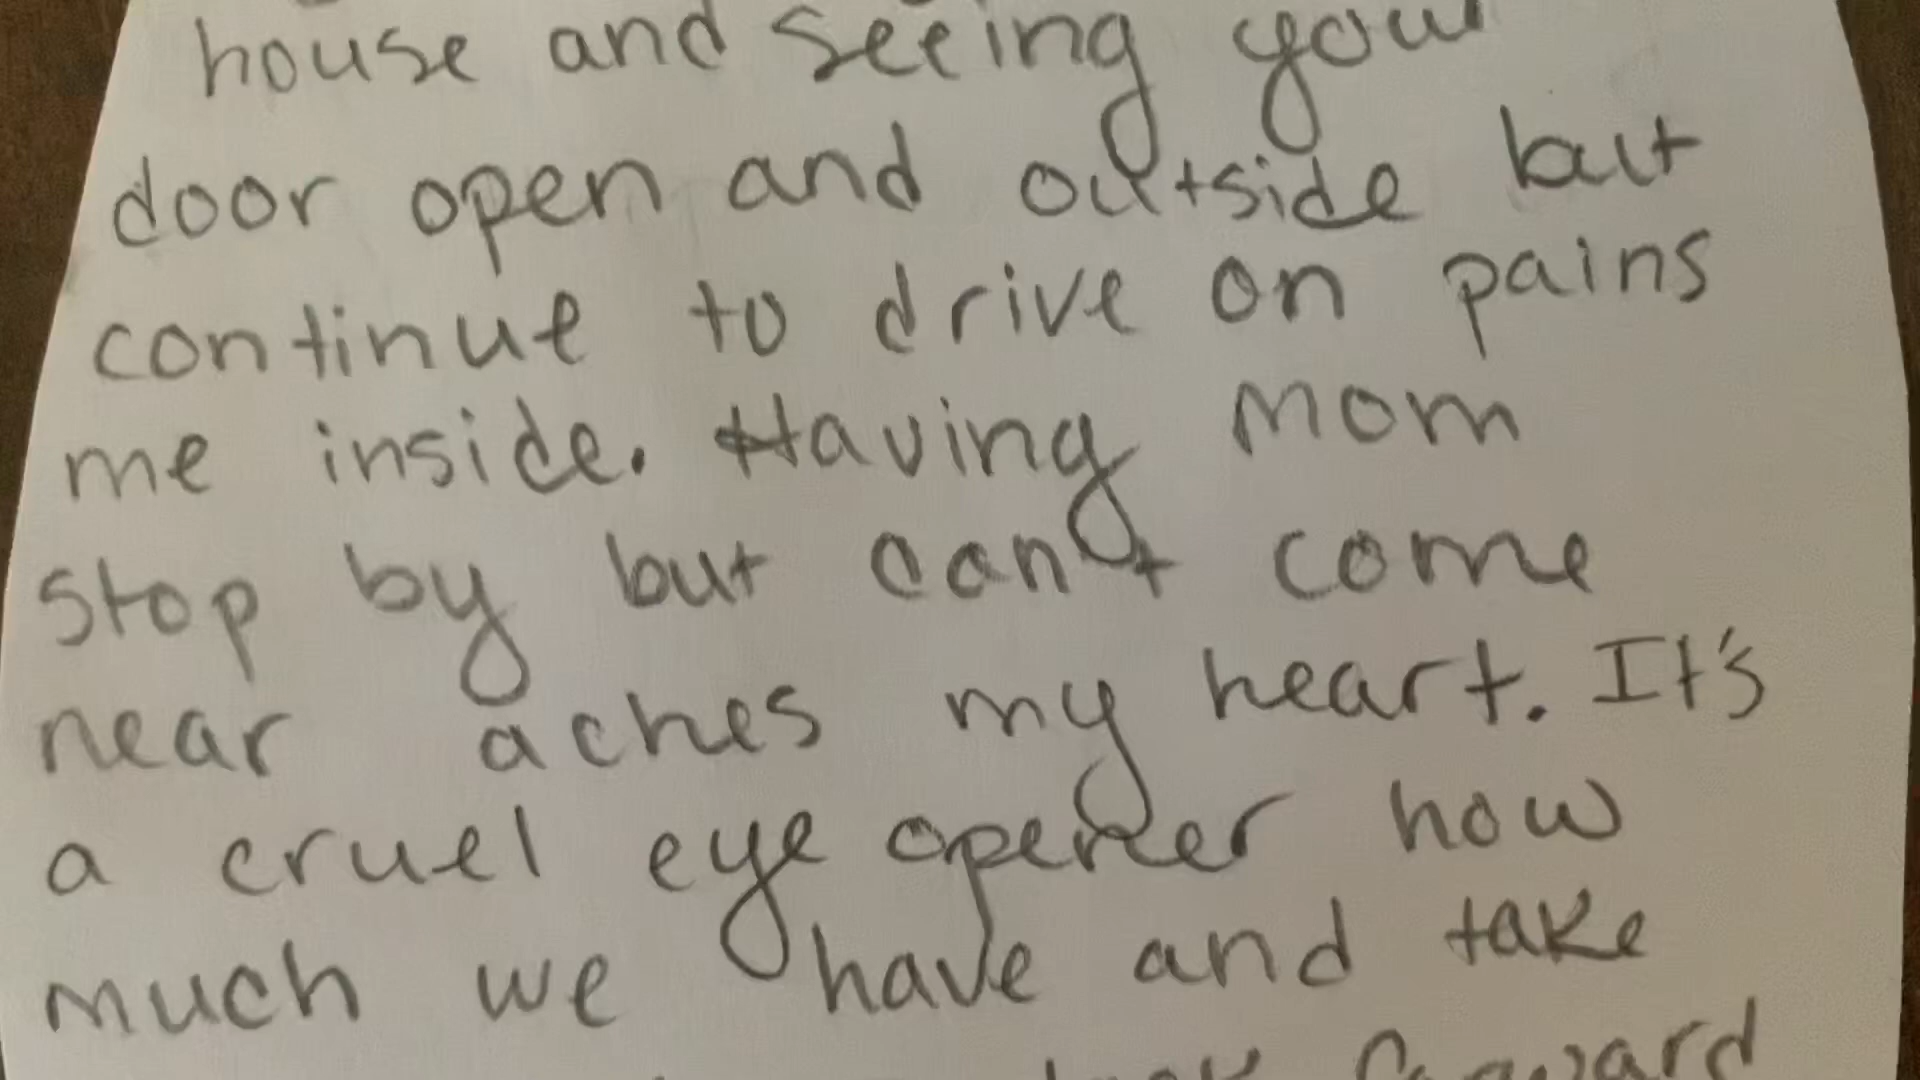 house and seeing your
door open and outside but
continue to drive on pains
me inside. Having mom
stop by but can't come
near aches my heart. It's
a cruel eye opener how
much we have and take